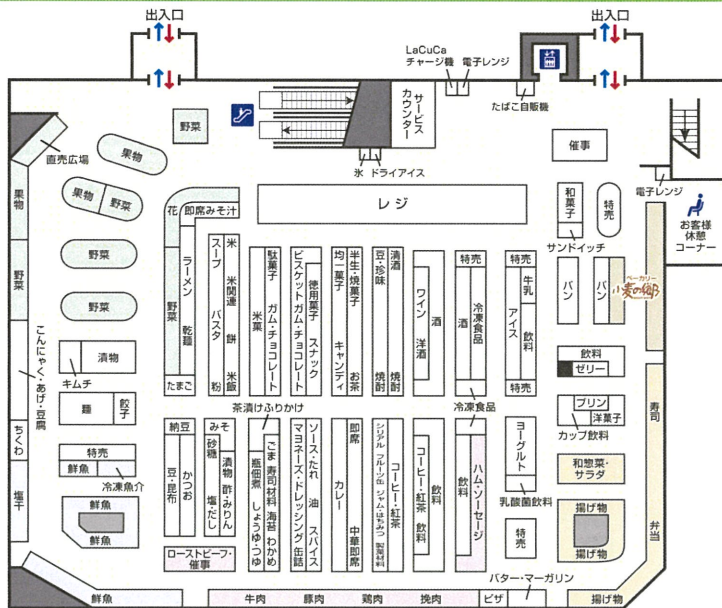 出入口
出入口
LaCuCa
チャージ機
電子レンジ
たばこ自販機
サービス
カウンター
氷
ドライアイス
野菜
果物
直売広場
果物
野菜
果物
野菜
野菜
野菜
こんにゃく・あげ・豆腐
ちくわ
塩干
レジ
催事
和菓子
特売
サンドイッチ
電子レンジ
お客様
休憩
コーナー
花
即席みそ汁
野菜
ラーメン
乾麺
たまご
スープ
パスタ
粉
米
米関連
餅
米飯
駄菓子
ガム・チョコレート
米菓
ビスケット
ガム・チョコレート
徳用菓子
スナック
均一菓子
キャンディ
半生・焼菓子
お茶
豆・珍味
焼酎
清酒
焼酎
ワイン
洋酒
酒
特売
酒
冷凍食品
冷凍食品
特売
アイス
牛乳
飲料
特売
パン
パン
ベーカリー
小麦の郷
飲料
ゼリー
プリン
洋菓子
カップ飲料
寿司
和惣菜・
サラダ
揚げ物
揚げ物
弁当
漬物
キムチ
麺
餃子
特売
鮮魚
冷凍魚介
鮮魚
鮮魚
鮮魚
納豆
豆・昆布
かつお
みそ
砂糖
塩・だし
漬物
酢・みりん
ローストビーフ・
催事
茶漬けふりかけ
瓶佃煮
しょうゆ・つゆ
ごま
寿司材料
海苔
わかめ
マヨネーズ・ドレッシング
缶詰
ソース・たれ
油
スパイス
カレー
即席
中華即席
シリアル
フルーツ缶
ジャム・はちみつ
製菓材料
コーヒー・紅茶
コーヒー・紅茶
飲料
飲料
飲料
ハム・ソーセージ
ヨーグルト
乳酸菌飲料
特売
バター・マーガリン
牛肉
豚肉
鶏肉
挽肉
ピザ
揚げ物